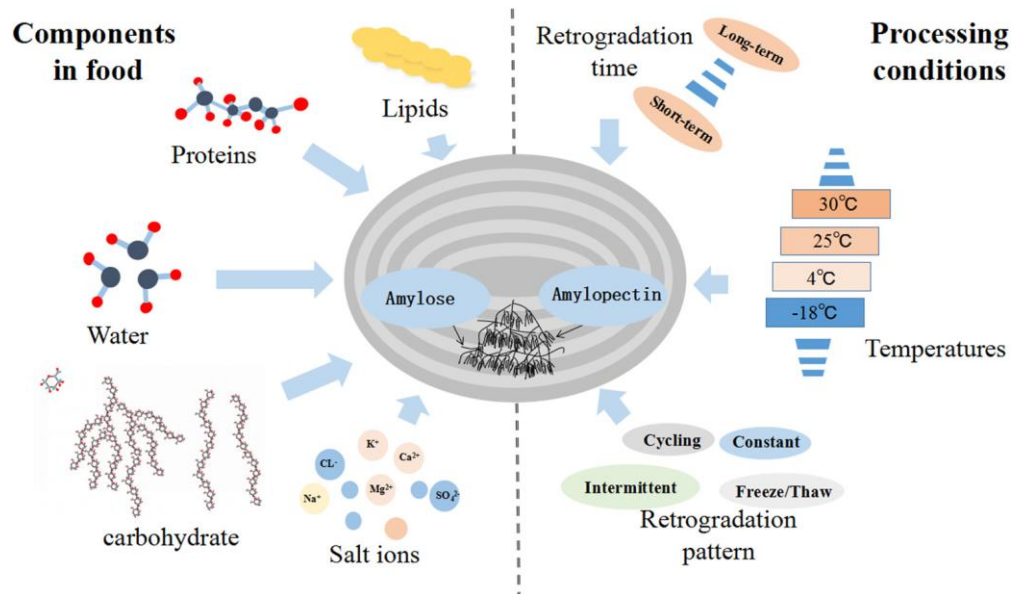 Components
in food
Proteins
Lipids
Water
carbohydrate
Salt ions
K⁺
CL⁻
Ca²⁺
Na⁺
Mg²⁺
SO₄²⁻
Amylose
Amylopectin
Retrogradation
time
Long-term
Short-term
Processing
conditions
30℃
25℃
4℃
-18℃
Temperatures
Cycling
Constant
Intermittent
Freeze/Thaw
Retrogradation
pattern